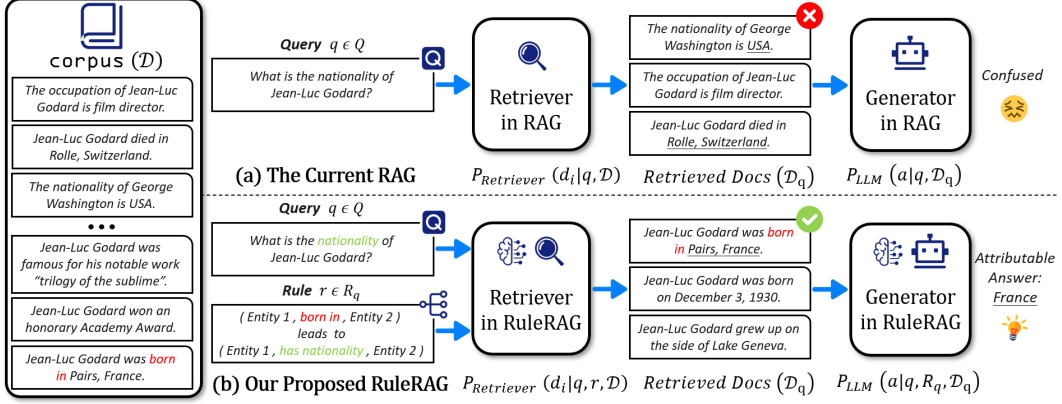 corpus (𝒟)
The occupation of Jean-Luc
Godard is film director.
Jean-Luc Godard died in
Rolle, Switzerland.
The nationality of George
Washington is USA.
•••
Jean-Luc Godard was
famous for his notable work
"trilogy of the sublime".
Jean-Luc Godard won an
honorary Academy Award.
Jean-Luc Godard was born
in Pairs, France.
Query q ϵ Q
Q
What is the nationality of
Jean-Luc Godard?
(a) The Current RAG
Retriever
in RAG
P_Retriever (d_i|q, 𝒟)
The nationality of George
Washington is USA.
The occupation of Jean-Luc
Godard is film director.
Jean-Luc Godard died in
Rolle, Switzerland.
Retrieved Docs (𝒟_q)
Generator
in RAG
P_LLM (a|q, 𝒟_q)
Confused
Query q ϵ Q
Q
What is the nationality of
Jean-Luc Godard?
Rule r ϵ R_q
( Entity 1 , born in , Entity 2 )
leads to
( Entity 1 , has nationality , Entity 2 )
(b) Our Proposed RuleRAG
Retriever
in RuleRAG
P_Retriever (d_i|q, r, 𝒟)
Jean-Luc Godard was born
in Pairs, France.
Jean-Luc Godard was born
on December 3, 1930.
Jean-Luc Godard grew up on
the side of Lake Geneva.
Retrieved Docs (𝒟_q)
Generator
in RuleRAG
P_LLM (a|q, R_q, 𝒟_q)
Attributable
Answer:
France